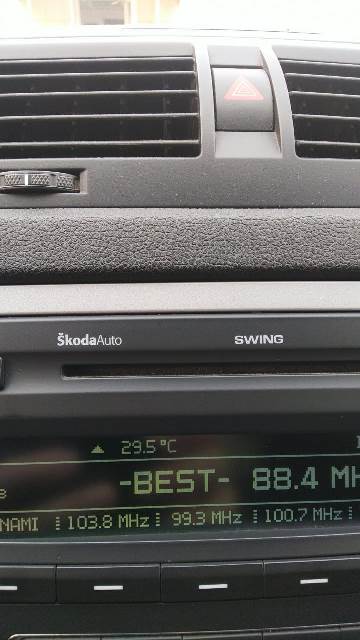 ŠkodaAuto SWING
29.5°C
-BEST- 88.4 MH
NAMI 103.8 MHz 99.3 MHz 100.7 MHz